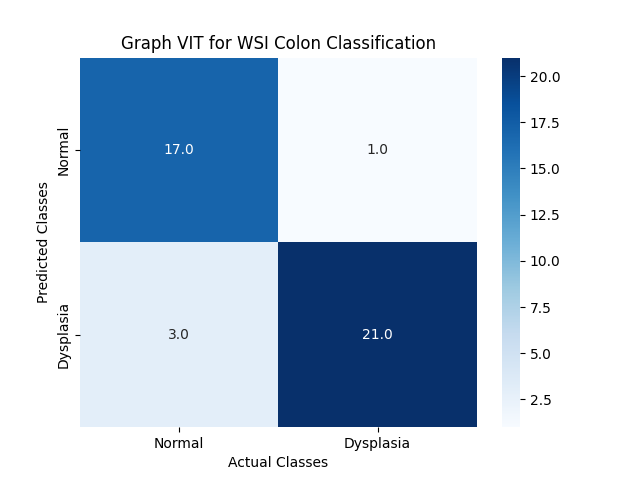 Graph VIT for WSI Colon Classification
Predicted Classes
Normal
Dysplasia
17.0
1.0
3.0
21.0
Normal
Dysplasia
Actual Classes
20.0
17.5
15.0
12.5
10.0
7.5
5.0
2.5